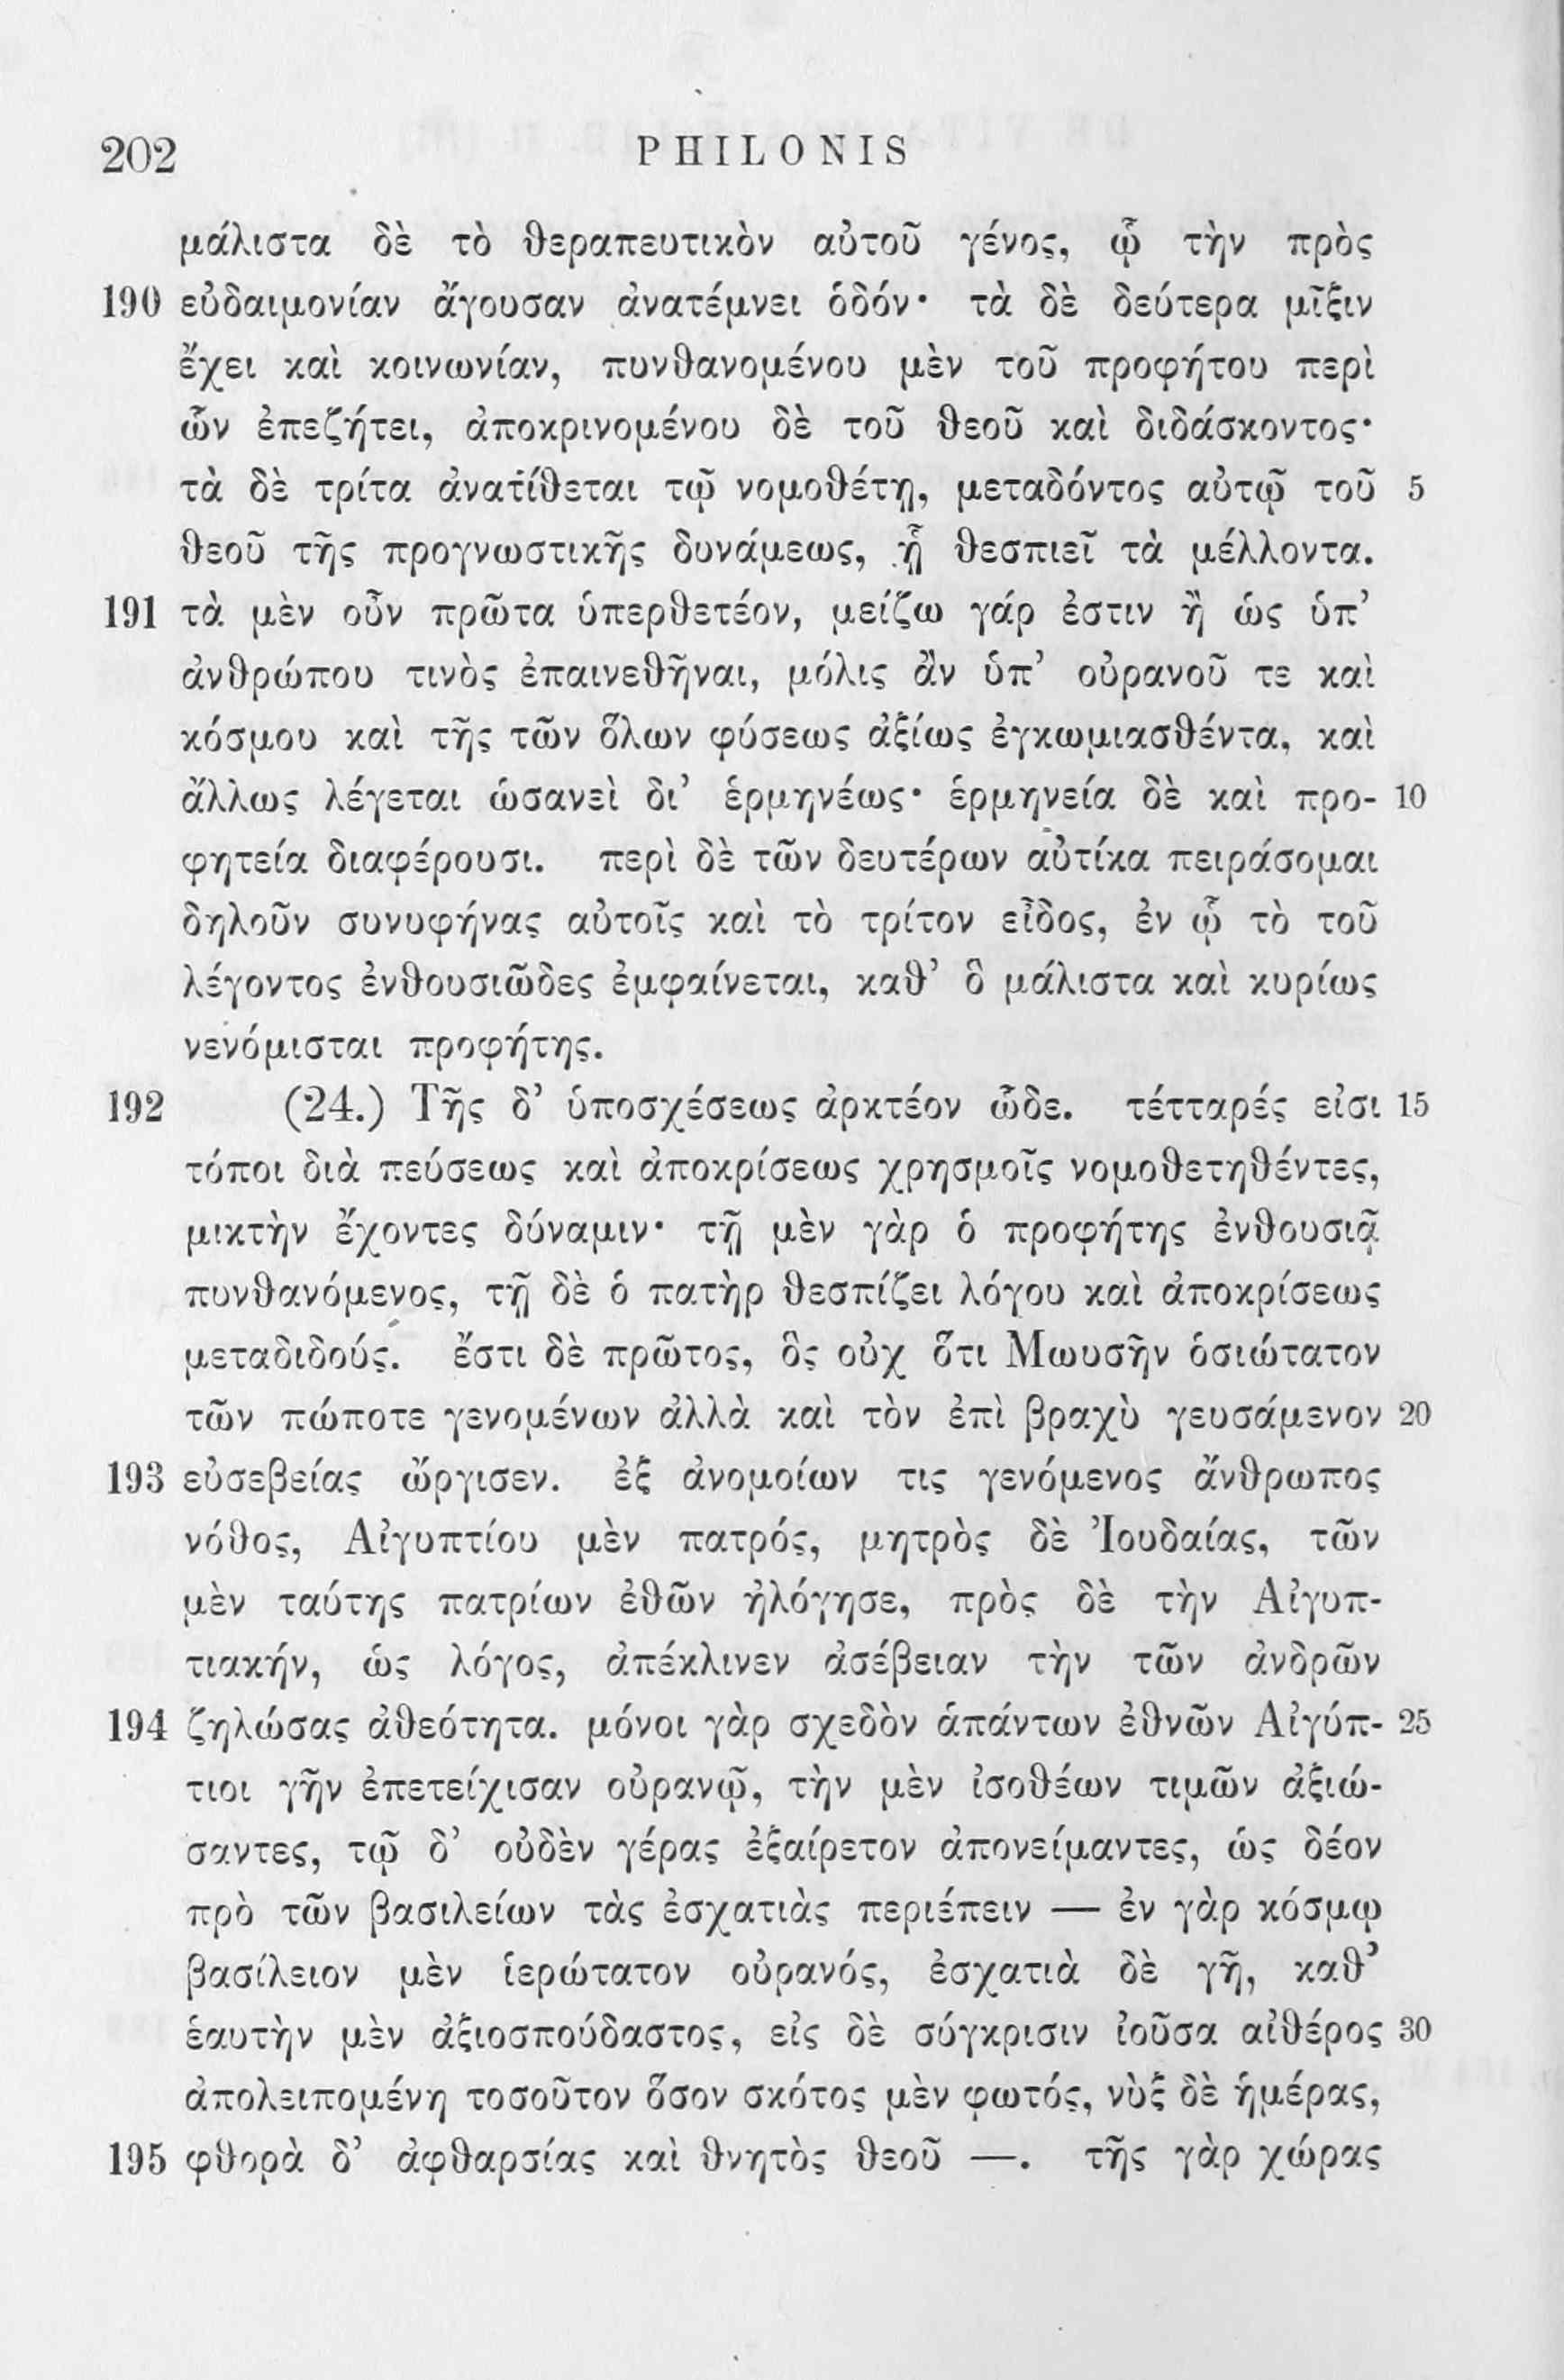 202 PHILONIS
μάλιστα δὲ τὸ θεραπευτικὸν αὐτοῦ γένος, ᾧ τὴν πρὸς
190 εὐδαιμονίαν ἄγουσαν ἀνατέμνει ὁδόν· τὰ δὲ δεύτερα μῖξιν
ἔχει καὶ κοινωνίαν, πυνθανομένου μὲν τοῦ προφήτου περὶ
ὧν ἐπεζήτει, ἀποκρινομένου δὲ τοῦ θεοῦ καὶ διδάσκοντος·
τὰ δὲ τρίτα ἀνατίθεται τῷ νομοθέτῃ, μεταδόντος αὐτῷ τοῦ 5
θεοῦ τῆς προγνωστικῆς δυνάμεως, ᾗ θεσπιεῖ τὰ μέλλοντα.
191 τὰ μὲν οὖν πρῶτα ὑπερθετέον, μείζω γάρ ἐστιν ἢ ὡς ὑπ’
ἀνθρώπου τινὸς ἐπαινεθῆναι, μόλις ἂν ὑπ’ οὐρανοῦ τε καὶ
κόσμου καὶ τῆς τῶν ὅλων φύσεως ἀξίως ἐγκωμιασθέντα, καὶ
ἄλλως λέγεται ὡσανεὶ δι’ ἑρμηνέως· ἑρμηνεία δὲ καὶ προ- 10
φητεία διαφέρουσι. περὶ δὲ τῶν δευτέρων αὐτίκα πειράσομαι
δηλοῦν συνυφήνας αὐτοῖς καὶ τὸ τρίτον εἶδος, ἐν ᾧ τὸ τοῦ
λέγοντος ἐνθουσιῶδες ἐμφαίνεται, καθ’ ὃ μάλιστα καὶ κυρίως
νενόμισται προφήτης.
192 (24.) Τῆς δ’ ὑποσχέσεως ἀρκτέον ὧδε. τέτταρές εἰσι 15
τόποι διὰ πεύσεως καὶ ἀποκρίσεως χρησμοῖς νομοθετηθέντες,
μικτὴν ἔχοντες δύναμιν· τῇ μὲν γὰρ ὁ προφήτης ἐνθουσιᾷ
πυνθανόμενος, τῇ δὲ ὁ πατὴρ θεσπίζει λόγου καὶ ἀποκρίσεως
μεταδιδούς. ἔστι δὲ πρῶτος, ὃς οὐχ ὅτι Μωυσῆν ὁσιώτατον
τῶν πώποτε γενομένων ἀλλὰ καὶ τὸν ἐπὶ βραχὺ γευσάμενον 20
193 εὐσεβείας ὤργισεν. ἐξ ἀνομοίων τις γενόμενος ἄνθρωπος
νόθος, Αἰγυπτίου μὲν πατρός, μητρὸς δὲ Ἰουδαίας, τῶν
μὲν ταύτης πατρίων ἐθῶν ἠλόγησε, πρὸς δὲ τὴν Αἰγυπ-
τιακήν, ὡς λόγος, ἀπέκλινεν ἀσέβειαν τὴν τῶν ἀνδρῶν
194 ζηλώσας ἀθεότητα. μόνοι γὰρ σχεδὸν ἁπάντων ἐθνῶν Αἰγύπ- 25
τιοι γῆν ἐπετείχισαν οὐρανῷ, τὴν μὲν ἰσοθέων τιμῶν ἀξιώ-
σαντες, τῷ δ’ οὐδὲν γέρας ἐξαίρετον ἀπονείμαντες, ὡς δέον
πρὸ τῶν βασιλείων τὰς ἐσχατιὰς περιέπειν — ἐν γὰρ κόσμῳ
βασίλειον μὲν ἱερώτατον οὐρανός, ἐσχατιὰ δὲ γῆ, καθ’
ἑαυτὴν μὲν ἀξιοσπούδαστος, εἰς δὲ σύγκρισιν ἰοῦσα αἰθέρος 30
ἀπολειπομένη τοσοῦτον ὅσον σκότος μὲν φωτός, νὺξ δὲ ἡμέρας,
195 φθορὰ δ’ ἀφθαρσίας καὶ θνητὸς θεοῦ —. τῆς γὰρ χώρας